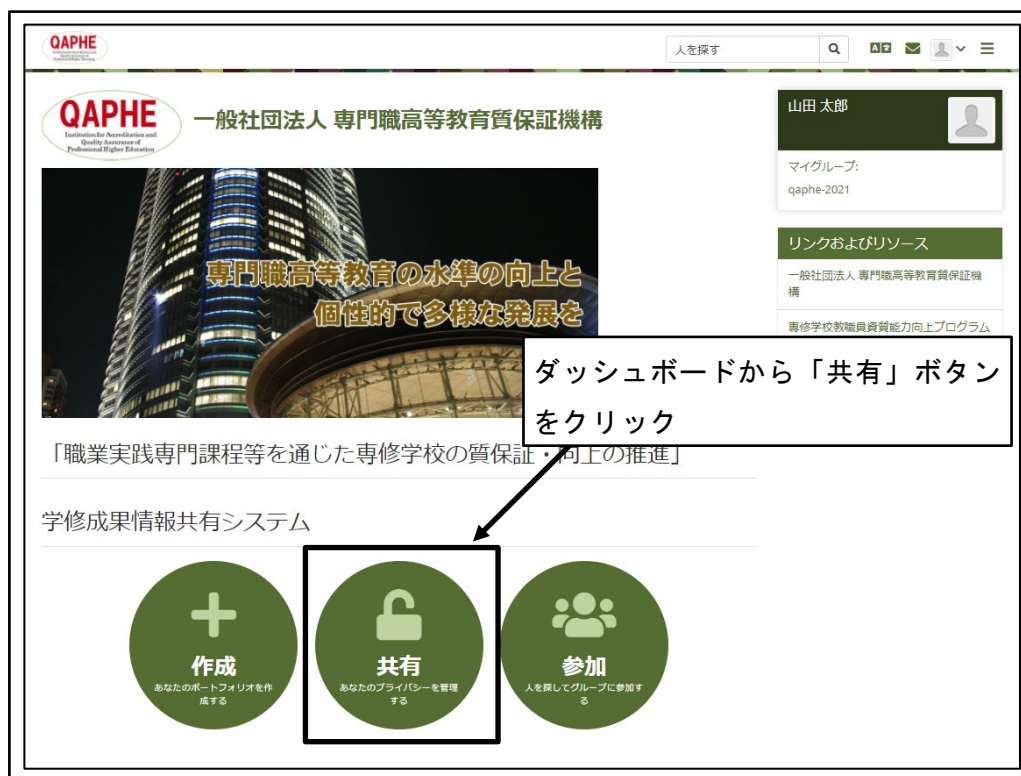 QAPHE
人を探す
QAPHE
Institution for Accreditation and
Quality Assurance of
Professional Higher Education
一般社団法人 専門職高等教育質保証機構
山田 太郎
マイグループ:
qaphe-2021
専門職高等教育の水準の向上と
個性的で多様な発展を
リンクおよびリソース
一般社団法人 専門職高等教育質保証機
構
専修学校教職員資質能力向上プログラム
ダッシュボードから「共有」ボタン
をクリック
「職業実践専門課程等を通じた専修学校の質保証・向上の推進」
学修成果情報共有システム
作成
あなたのポートフォリオを作
成する
共有
あなたのプライバシーを管理
する
参加
人を探してグループに参加す
る